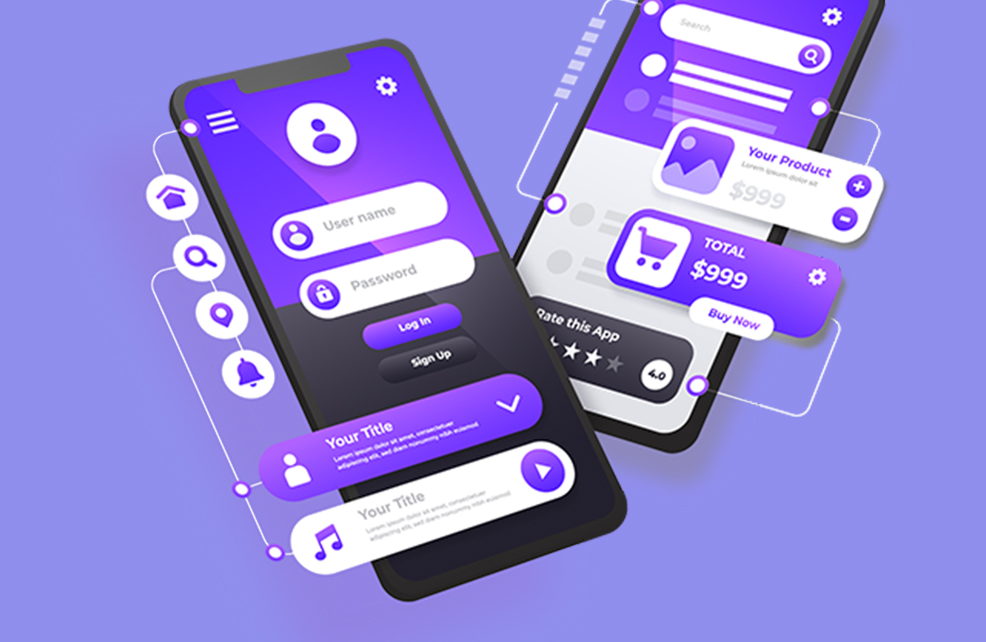 User name
Password
Log In
Sign Up
Your Title
Lorem ipsum dolor sit amet, consectetuer
adipiscing elit, sed diam nonummy nibh euismod
Your Title
Lorem ipsum dolor sit amet, consectetuer
adipiscing elit, sed diam nonummy nibh euismod
Search
Your Product
Lorem ipsum dolor sit
$999
TOTAL
$999
Buy Now
Rate this App
4.0